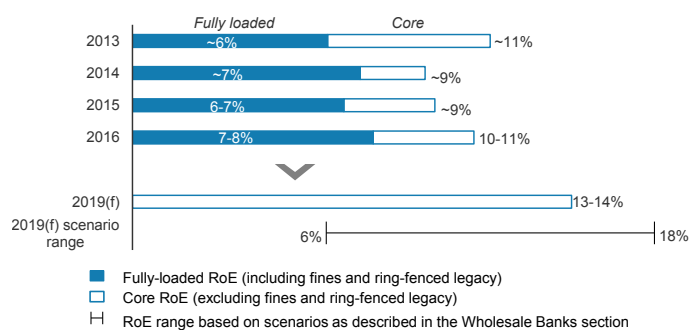 Fully loaded Core
2013 ~6% ~11%
2014 ~7% ~9%
2015 6-7% ~9%
2016 7-8% 10-11%
2019(f) 13-14%
2019(f) scenario
range 6% 18%
Fully-loaded RoE (including fines and ring-fenced legacy)
Core RoE (excluding fines and ring-fenced legacy)
RoE range based on scenarios as described in the Wholesale Banks section